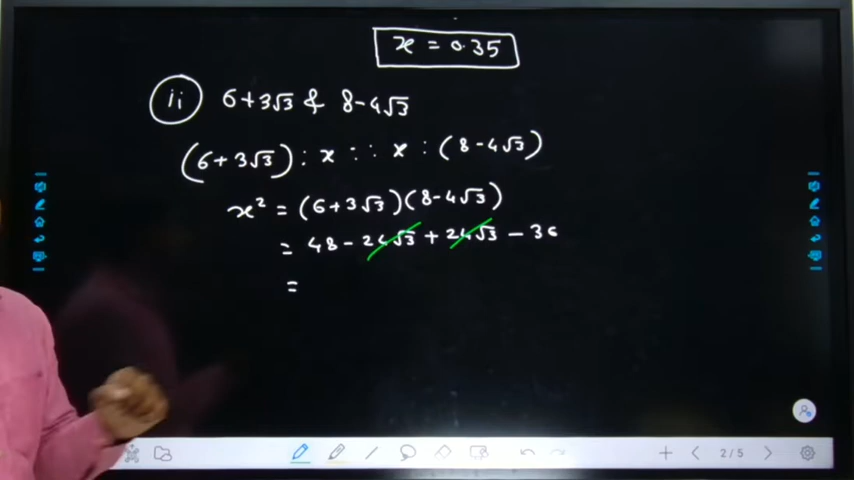 x = 0.35
ii 6+3√3 & 8-4√3
(6+3√3) : x :: x : (8-4√3)
x² = (6+3√3)(8-4√3)
= 48 - 24√3 + 24√3 - 36
=
2/5